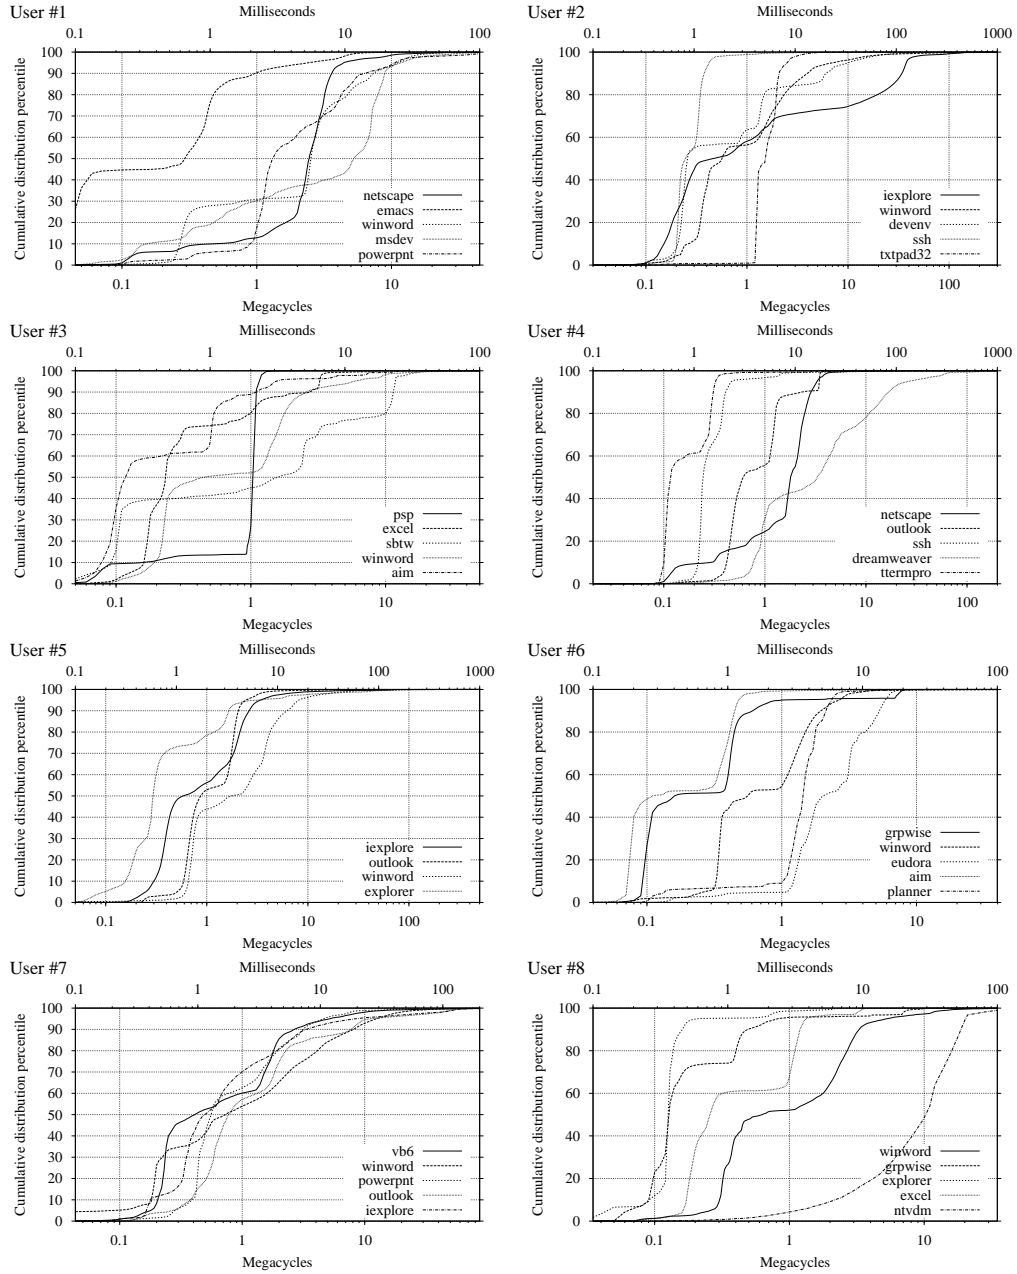 User #1
Milliseconds
0.1 1 10 100
Cumulative distribution percentile
100
90
80
70
60
50
40
30
20
10
0
netscape
emacs
winword
msdev
powerpnt
0.1 1 10
Megacycles
User #2
Milliseconds
0.1 1 10 100 1000
Cumulative distribution percentile
100
80
60
40
20
0
iexplore
winword
devenv
ssh
txtpad32
0.1 1 10 100
Megacycles
User #3
Milliseconds
0.1 1 10 100
Cumulative distribution percentile
100
90
80
70
60
50
40
30
20
10
0
psp
excel
sbtw
winword
aim
0.1 1 10
Megacycles
User #4
Milliseconds
0.1 1 10 100 1000
Cumulative distribution percentile
100
80
60
40
20
0
netscape
outlook
ssh
dreamweaver
ttermpro
0.1 1 10 100
Megacycles
User #5
Milliseconds
0.1 1 10 100 1000
Cumulative distribution percentile
100
90
80
70
60
50
40
30
20
10
0
iexplore
outlook
winword
explorer
0.1 1 10 100
Megacycles
User #6
Milliseconds
0.1 1 10 100
Cumulative distribution percentile
100
80
60
40
20
0
grpwise
winword
eudora
aim
planner
0.1 1 10
Megacycles
User #7
Milliseconds
0.1 1 10 100
Cumulative distribution percentile
100
90
80
70
60
50
40
30
20
10
0
vb6
winword
powerpnt
outlook
iexplore
0.1 1 10
Megacycles
User #8
Milliseconds
0.1 1 10 100
Cumulative distribution percentile
100
80
60
40
20
0
winword
grpwise
explorer
excel
ntvdm
0.1 1 10
Megacycles